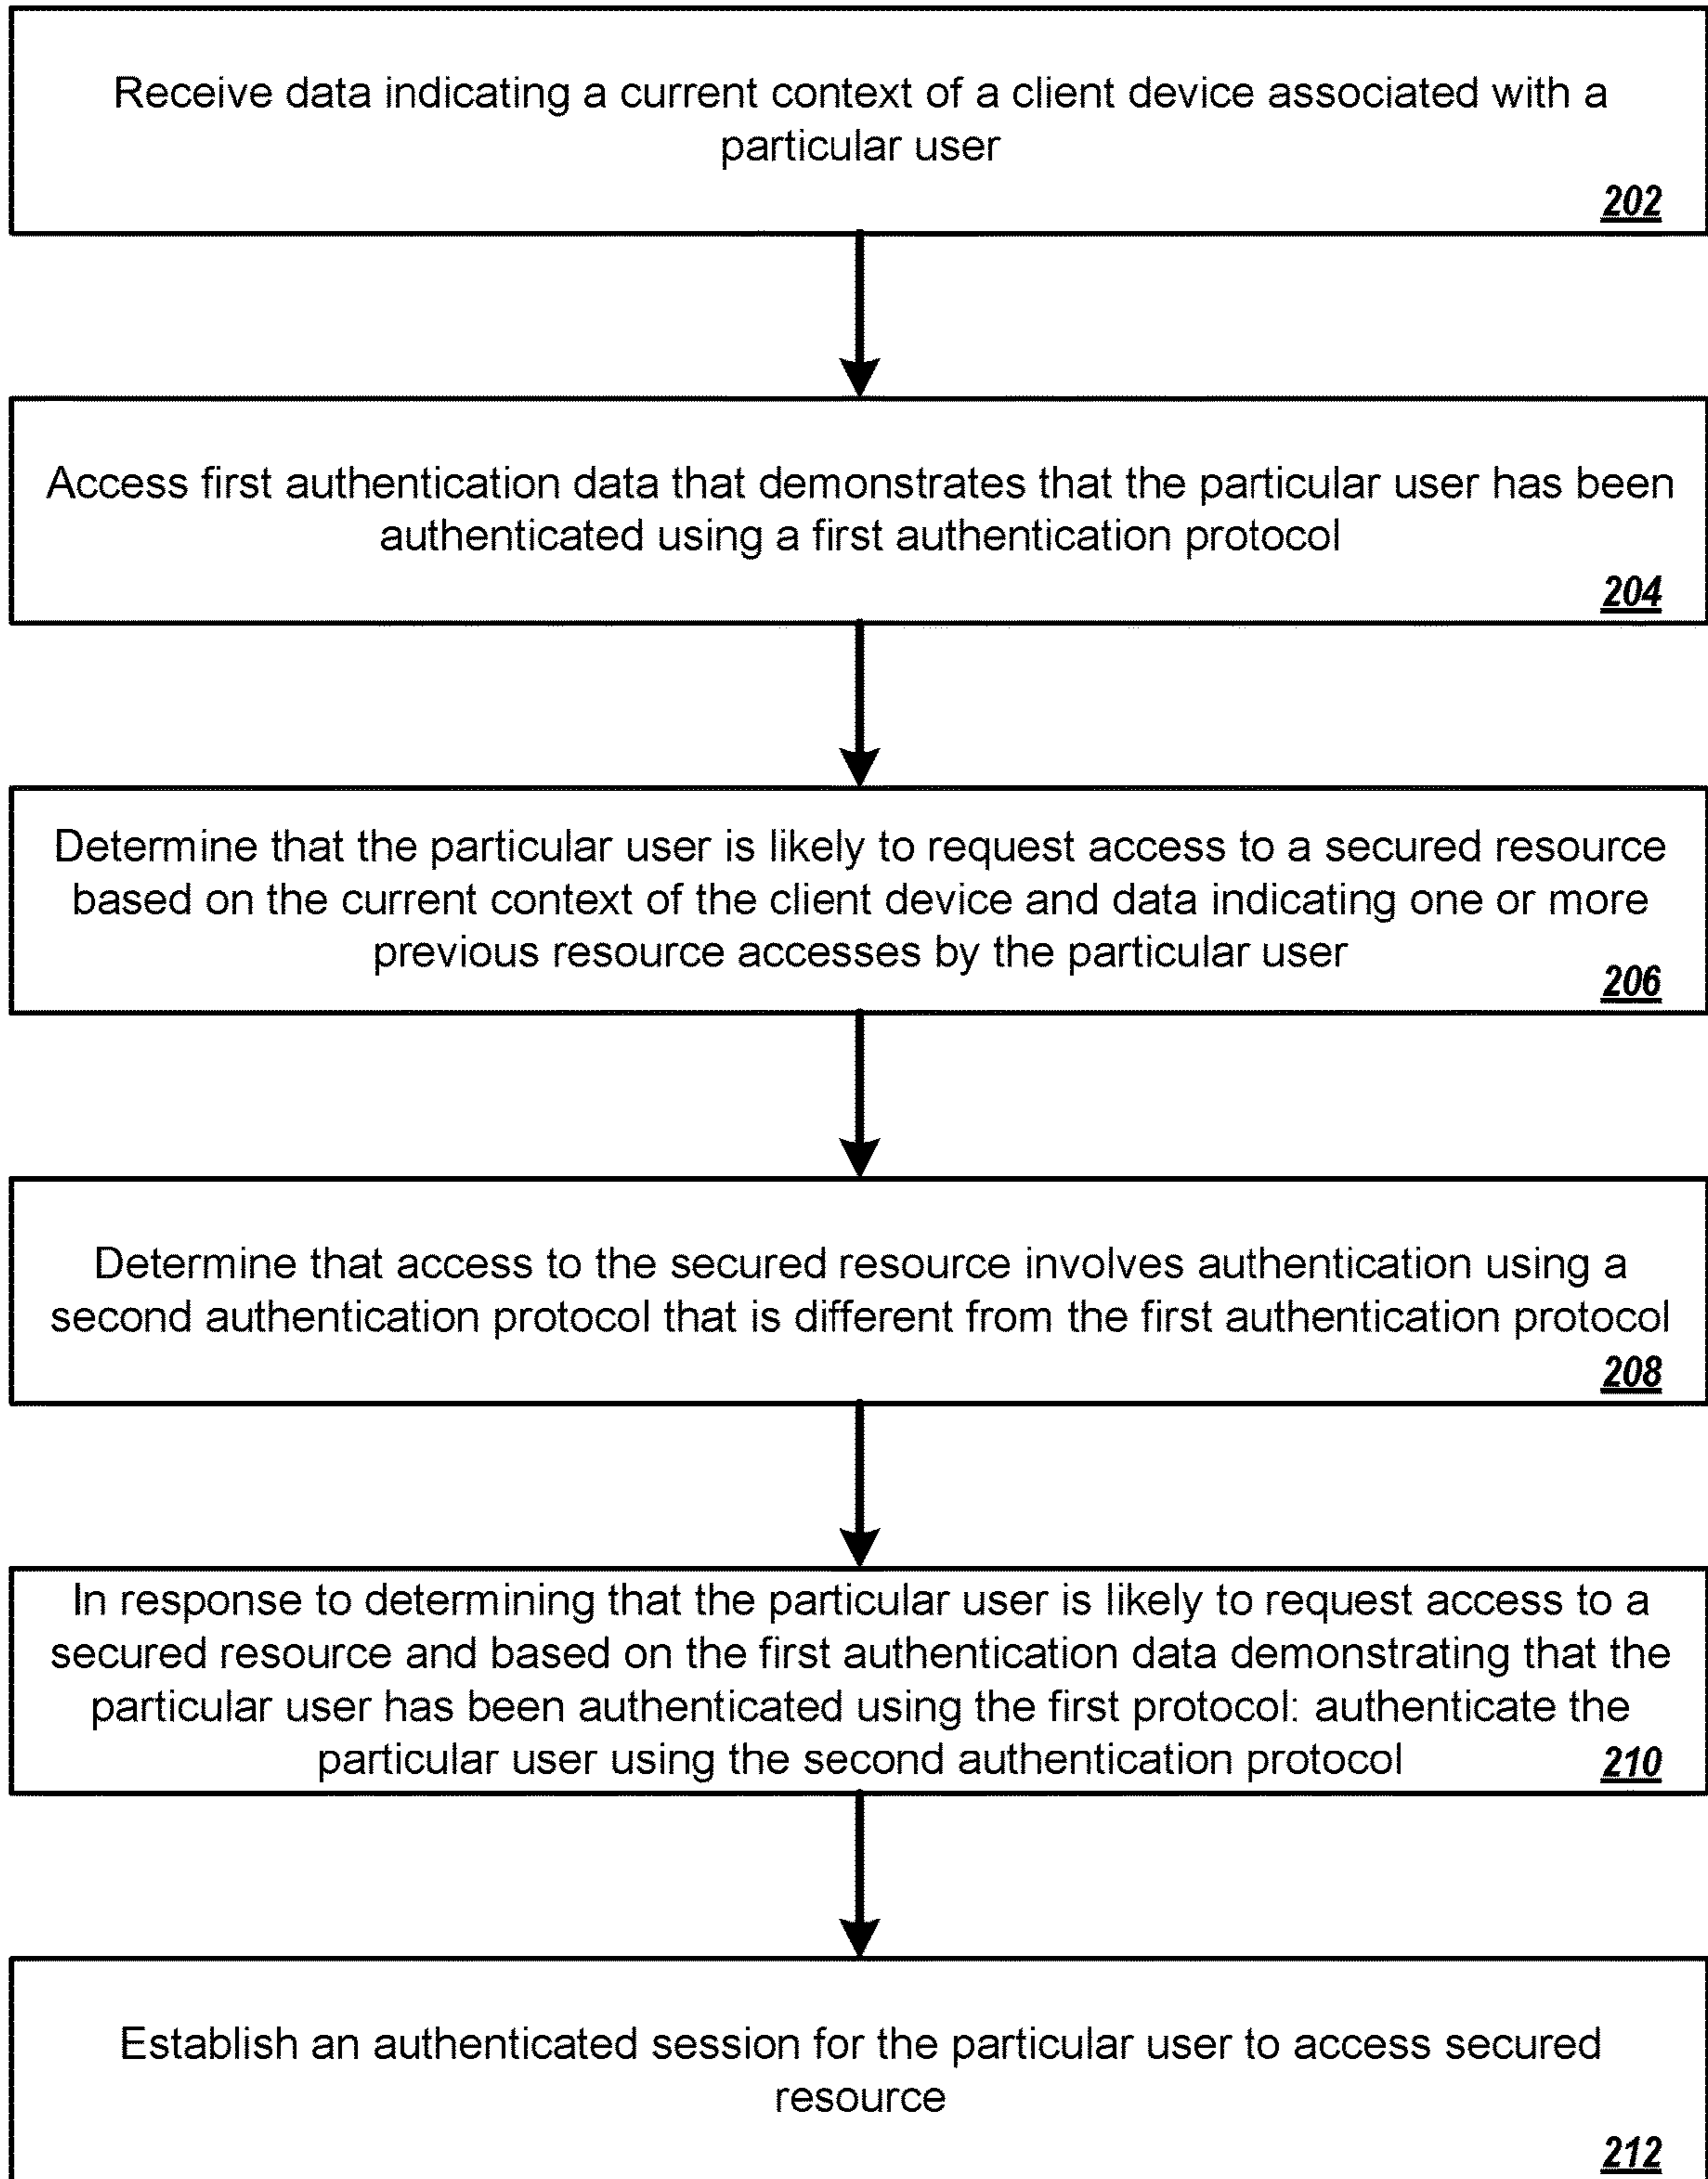 Receive data indicating a current context of a client device associated with a
particular user
202
Access first authentication data that demonstrates that the particular user has been
authenticated using a first authentication protocol
204
Determine that the particular user is likely to request access to a secured resource
based on the current context of the client device and data indicating one or more
previous resource accesses by the particular user
206
Determine that access to the secured resource involves authentication using a
second authentication protocol that is different from the first authentication protocol
208
In response to determining that the particular user is likely to request access to a
secured resource and based on the first authentication data demonstrating that the
particular user has been authenticated using the first protocol: authenticate the
particular user using the second authentication protocol 210
Establish an authenticated session for the particular user to access secured
resource
212